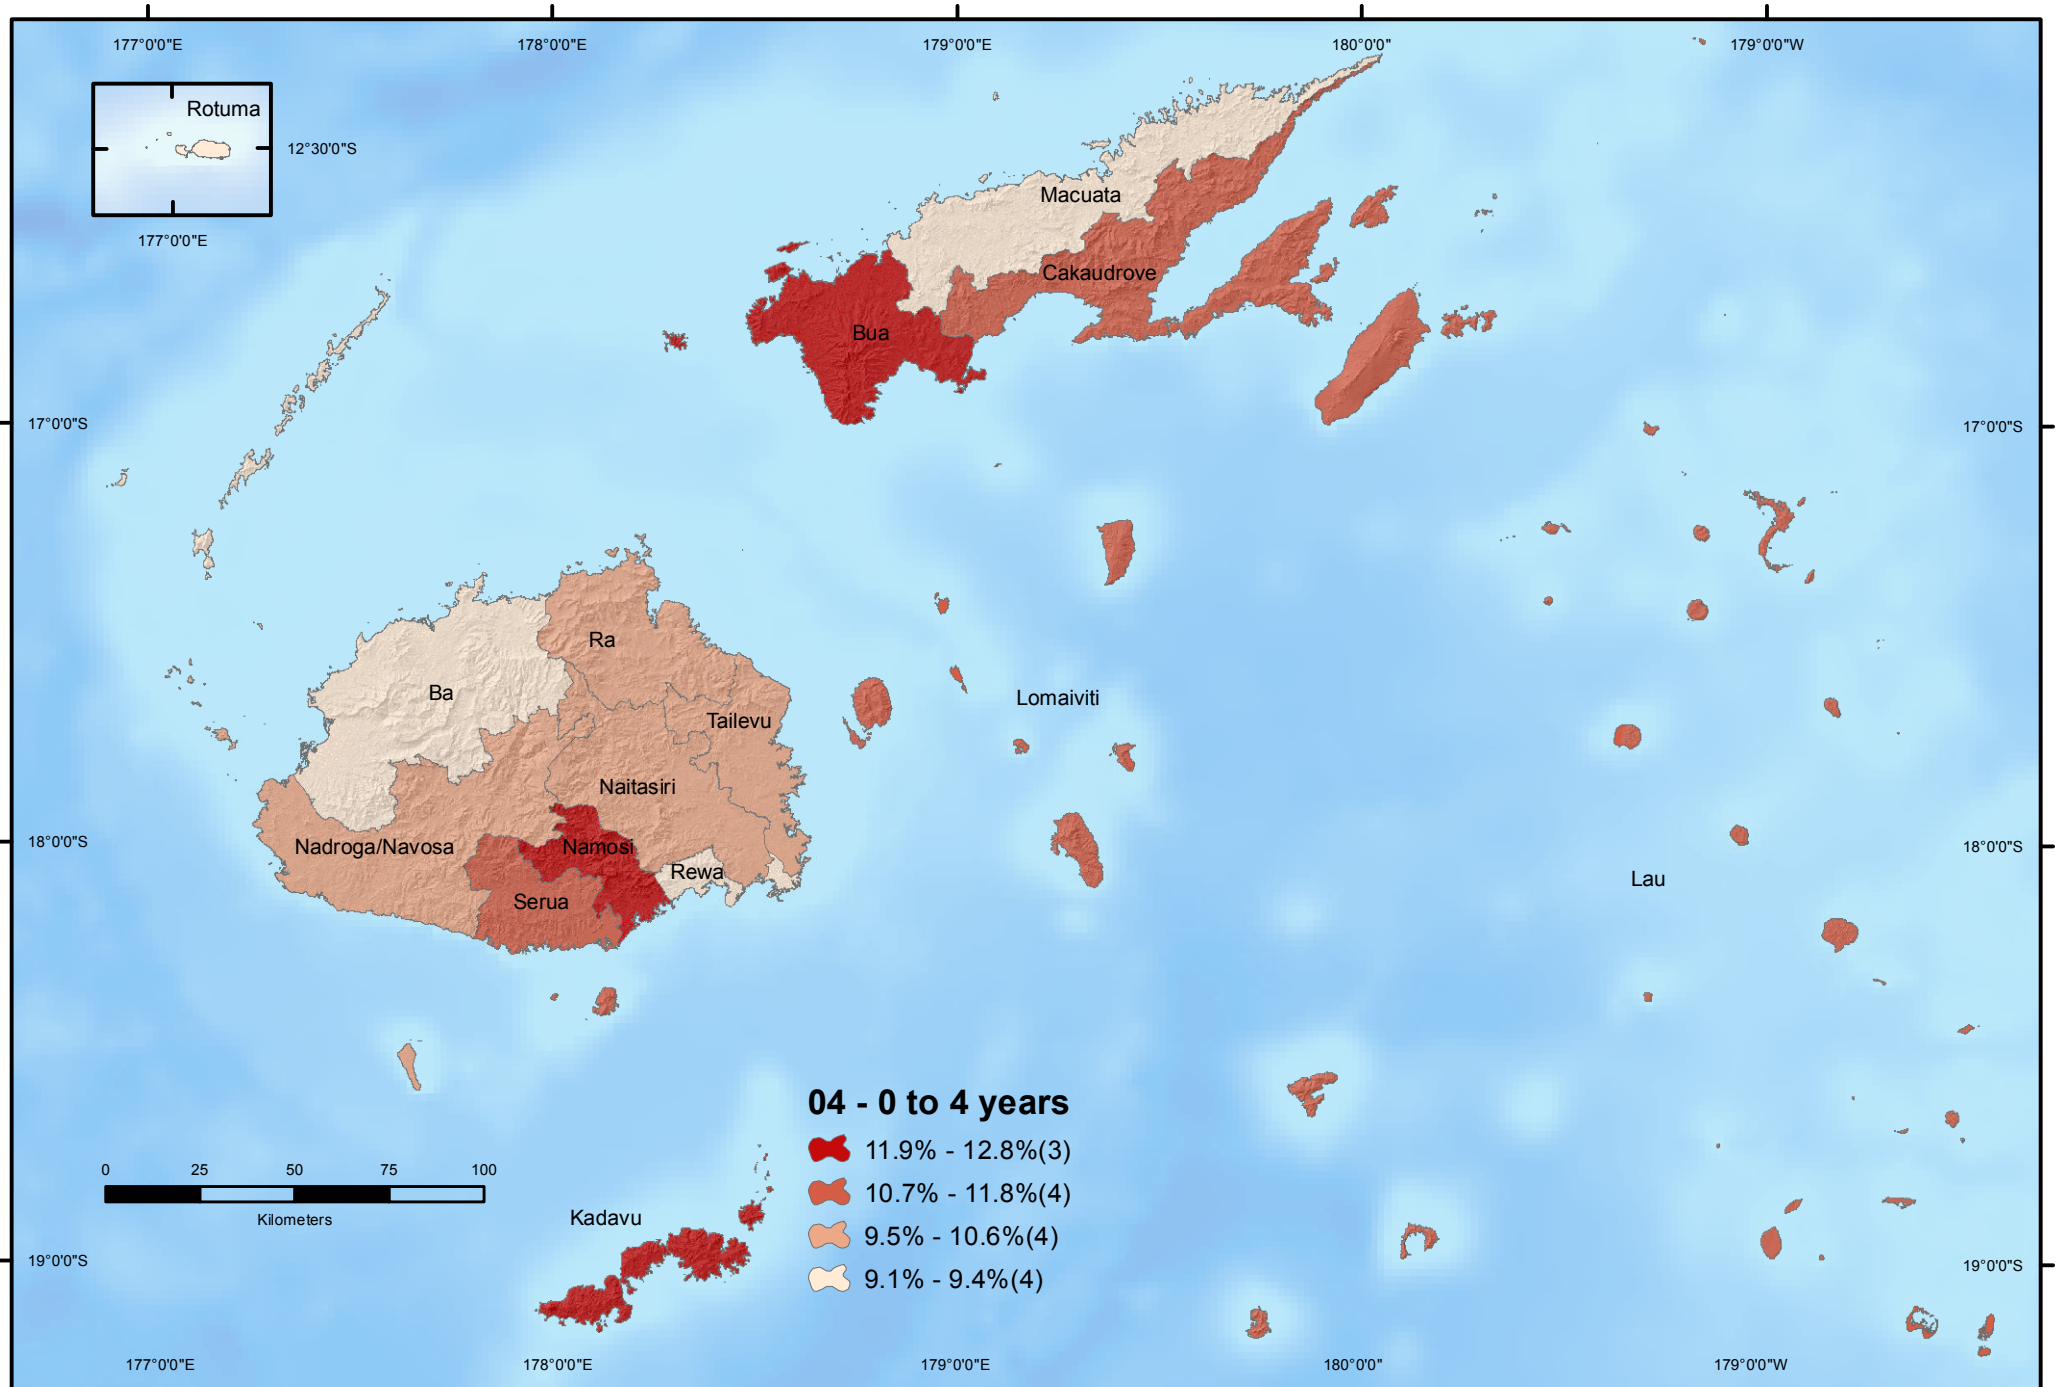 177°0'0"E
178°0'0"E
179°0'0"E
180°0'0"
179°0'0"W
Rotuma
12°30'0"S
177°0'0"E
Macuata
Cakaudrove
Bua
17°0'0"S
17°0'0"S
Ra
Ba
Lomaiviti
Tailevu
Naitasiri
18°0'0"S
Nadroga/Navosa
Namosi
18°0'0"S
Rewa
Lau
Serua
04 - 0 to 4 years
11.9% - 12.8%(3)
10.7% - 11.8%(4)
9.5% - 10.6%(4)
9.1% - 9.4%(4)
0 25 50 75 100
Kilometers
Kadavu
19°0'0"S
19°0'0"S
177°0'0"E
178°0'0"E
179°0'0"E
180°0'0"
179°0'0"W